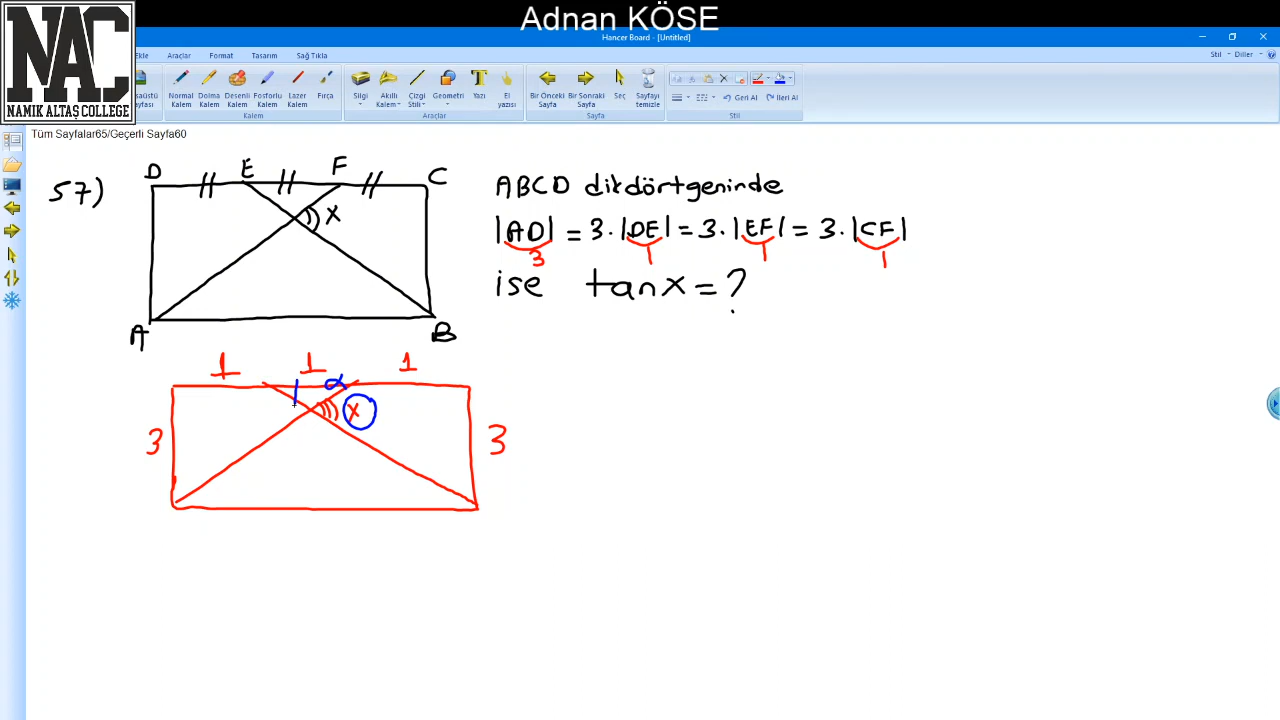 Adnan KÖSE
NAC
NAMIK ALTAŞ COLLEGE
Hancer Board - [Untitled]
Ekle Araçlar Format Tasarım Sağ Tıkla
Stil Diller
Normal Kalem Dolma Kalem Desenli Kalem Fosforlu Kalem Lazer Kalem Fırça
Silgi Akıllı Kalem Çizgi Stili Geometri Yazı El yazısı
Bir Önceki Sayfa Bir Sonraki Sayfa Seç Sayfayı temizle
Geri Al İleri Al
Kalem Araçlar Sayfa Stil
Tüm Sayfalar65/Geçerli Sayfa60
57)
D E F C
x
A B
ABCD dikdörtgeninde
|AD| = 3.|DE| = 3.|EF| = 3.|CF|
3 1 1 1
ise tanx = ?
1 1 1
α
x
3 3